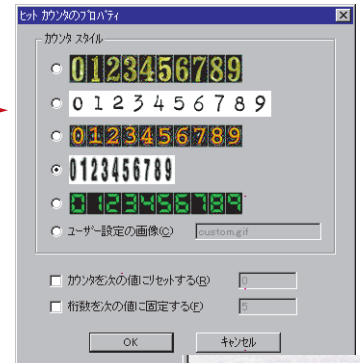 ヒット カウンタのプロパティ
カウンタ スタイル
0123456789
0123456789
0123456789
0123456789
0123456789
ユーザー設定の画像(C) custom.gif
カウンタを次の値にリセットする(R) 0
桁数を次の値に固定する(F) 5
OK キャンセル